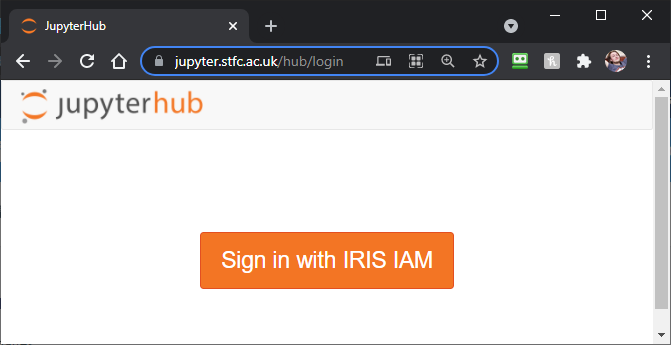 JupyterHub
jupyter.stfc.ac.uk/hub/login
jupyterhub
Sign in with IRIS IAM